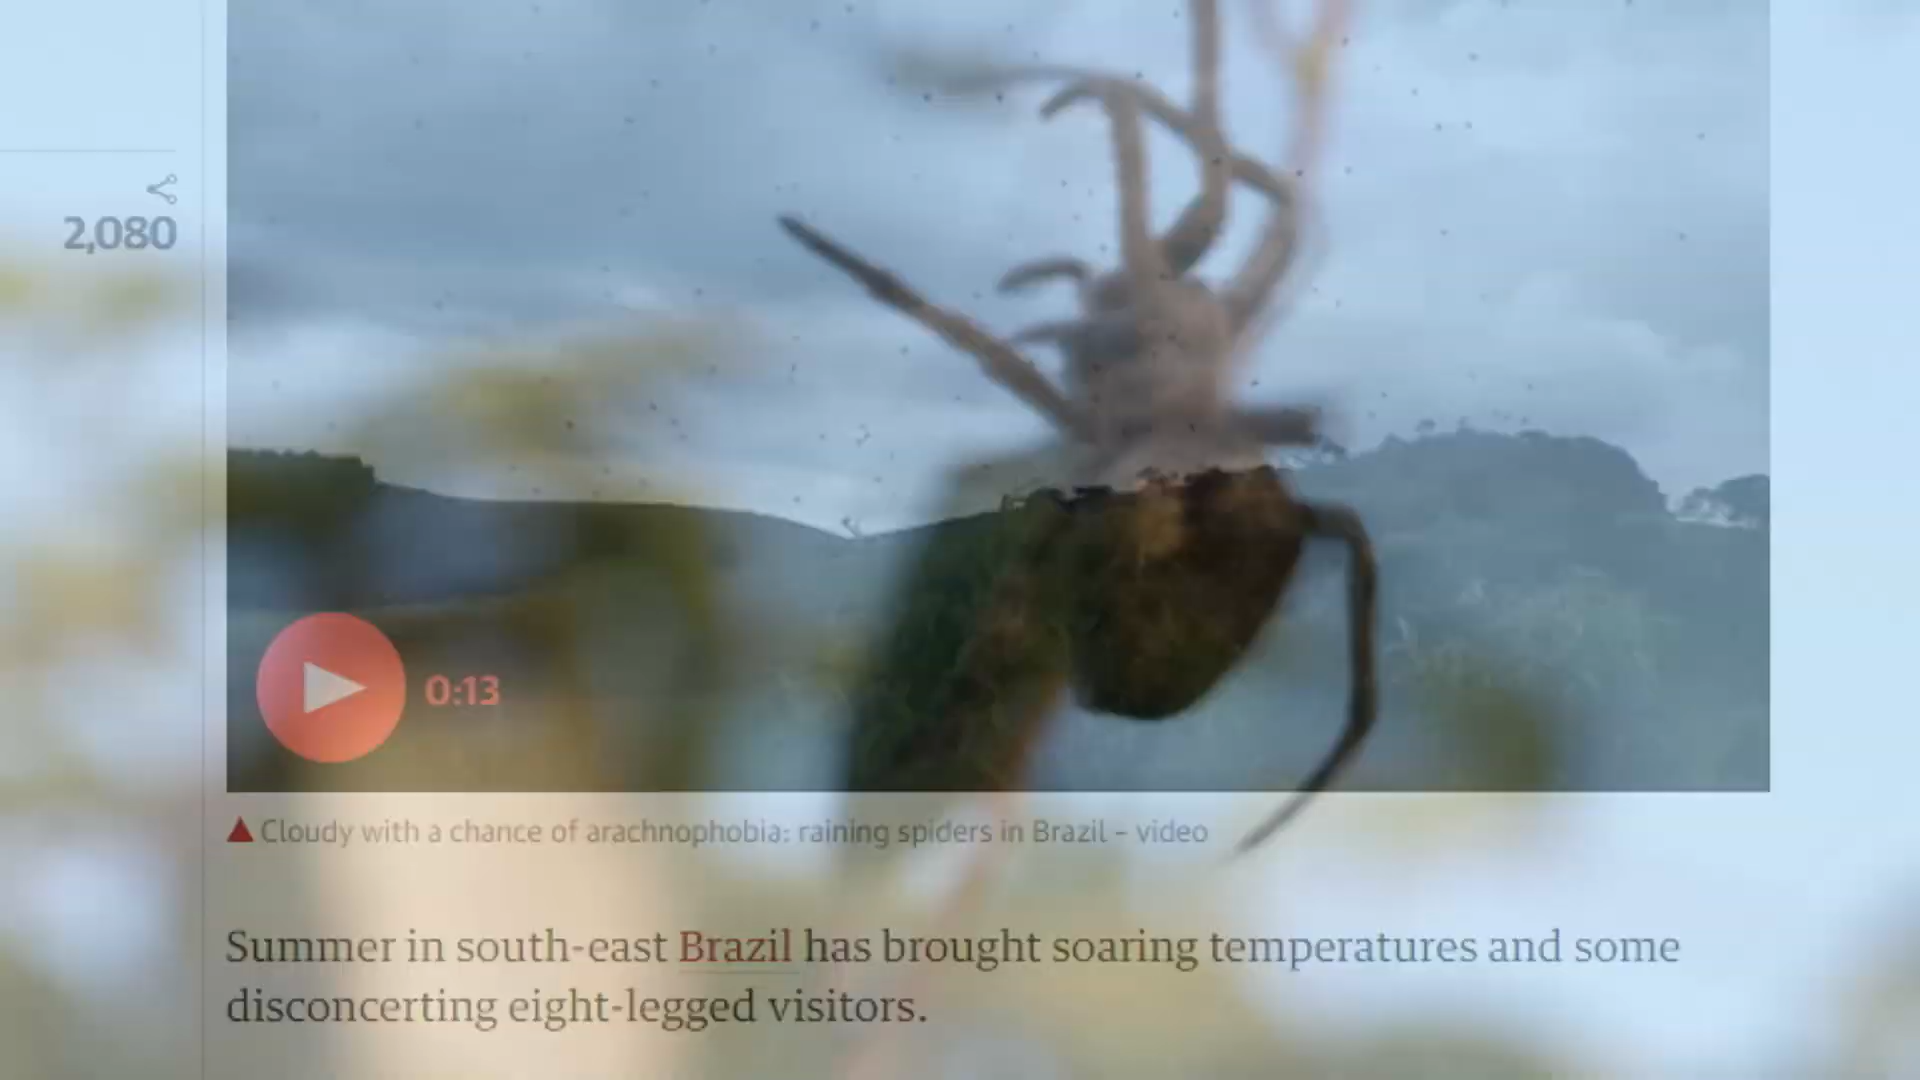 2,080
0:13
Cloudy with a chance of arachnophobia: raining spiders in Brazil – video
Summer in south-east Brazil has brought soaring temperatures and some
disconcerting eight-legged visitors.